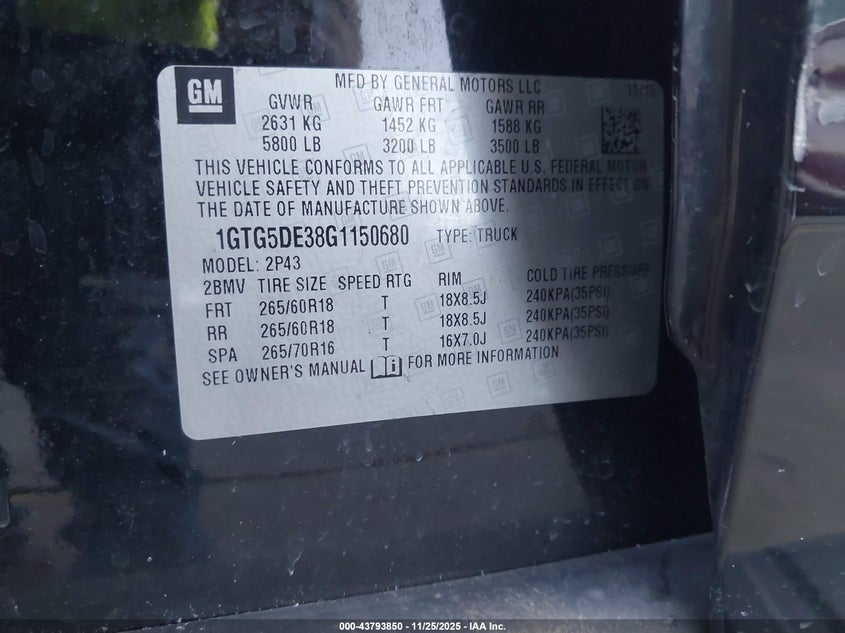 GM
MFD BY GENERAL MOTORS LLC
10/15
GVWR GAWR FRT GAWR RR
2631 KG 1452 KG 1588 KG
5800 LB 3200 LB 3500 LB
THIS VEHICLE CONFORMS TO ALL APPLICABLE U.S. FEDERAL MOTOR
VEHICLE SAFETY AND THEFT PREVENTION STANDARDS IN EFFECT ON
THE DATE OF MANUFACTURE SHOWN ABOVE.
1GTG5DE38G1150680 TYPE: TRUCK
MODEL: 2P43
2BMV TIRE SIZE SPEED RTG RIM COLD TIRE PRESSURE
FRT 265/60R18 T 18X8.5J 240KPA(35PSI)
RR 265/60R18 T 18X8.5J 240KPA(35PSI)
SPA 265/70R16 T 16X7.0J 240KPA(35PSI)
SEE OWNER'S MANUAL FOR MORE INFORMATION
000-43793850 - 11/25/2025 - IAA Inc.